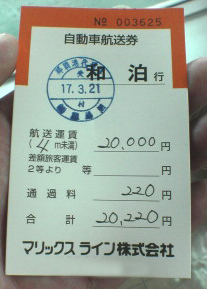 № 003625
自動車航送券
和泊行
17.3.21
航送運賃
(4m未満) 20,000円
差額旅客運賃
2等より 等 円
通過料 220円
合計 20,220円
マリックスライン株式会社